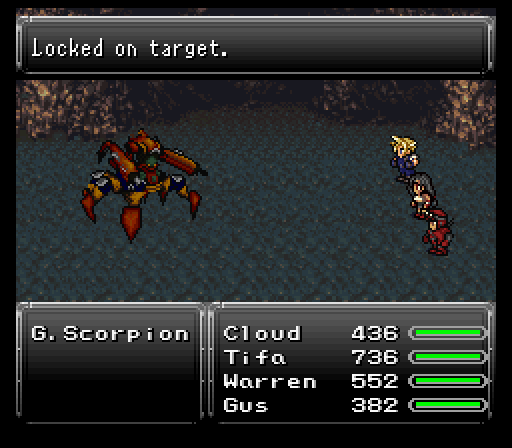 Locked on target.
G.Scorpion
Cloud 436
Tifa 736
Warren 552
Gus 382